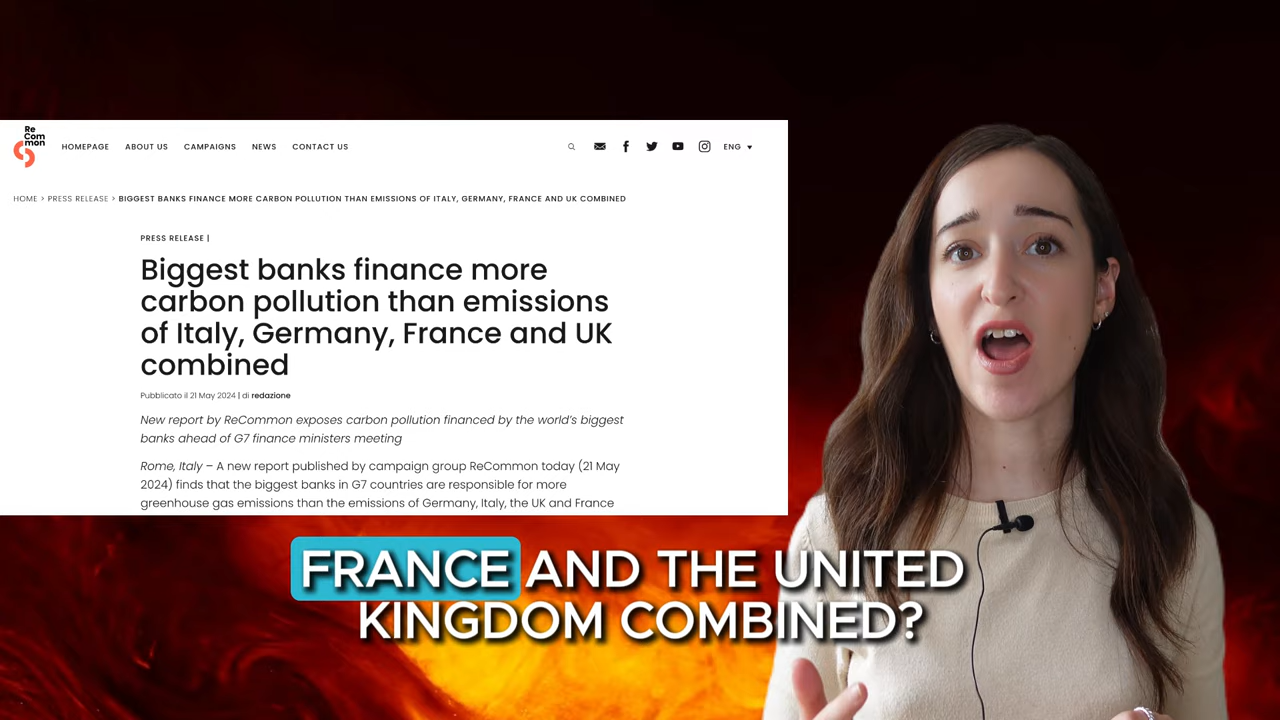 Re
Com
mon
HOMEPAGE ABOUT US CAMPAIGNS NEWS CONTACT US ENG
HOME > PRESS RELEASE > BIGGEST BANKS FINANCE MORE CARBON POLLUTION THAN EMISSIONS OF ITALY, GERMANY, FRANCE AND UK COMBINED
PRESS RELEASE |
Biggest banks finance more
carbon pollution than emissions
of Italy, Germany, France and UK
combined
Pubblicato il 21 May 2024 | di redazione
New report by ReCommon exposes carbon pollution financed by the world's biggest
banks ahead of G7 finance ministers meeting
Rome, Italy – A new report published by campaign group ReCommon today (21 May
2024) finds that the biggest banks in G7 countries are responsible for more
greenhouse gas emissions than the emissions of Germany, Italy, the UK and France
FRANCE AND THE UNITED
KINGDOM COMBINED?